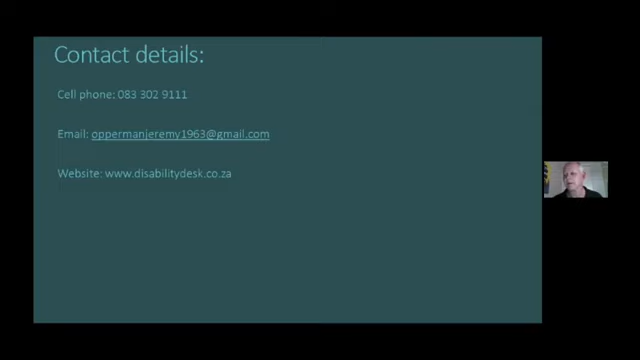 Contact details:
Cell phone: 083 302 9111
Email: oppermanjeremy1963@gmail.com
Website: www.disabilitydesk.co.za